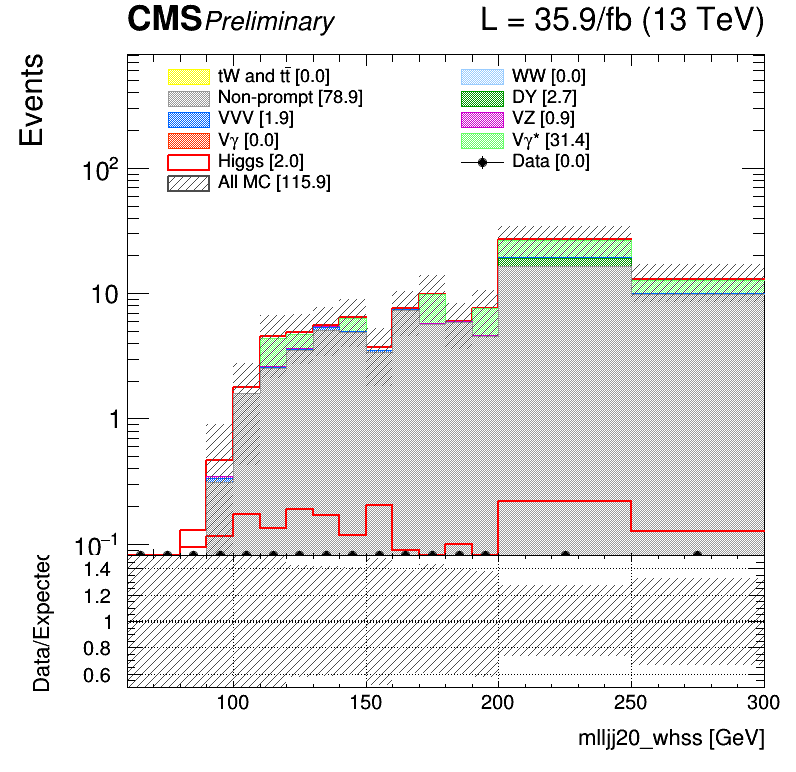 CMS Preliminary L = 35.9/fb (13 TeV)
Events
tW and tt̄ [0.0] WW [0.0]
Non-prompt [78.9] DY [2.7]
VVV [1.9] VZ [0.9]
Vγ [0.0] Vγ* [31.4]
Higgs [2.0] Data [0.0]
All MC [115.9]
10²
10
1
10⁻¹
Data/Expected
1.4
1.2
1
0.8
0.6
100 150 200 250 300
mlljj20_whss [GeV]